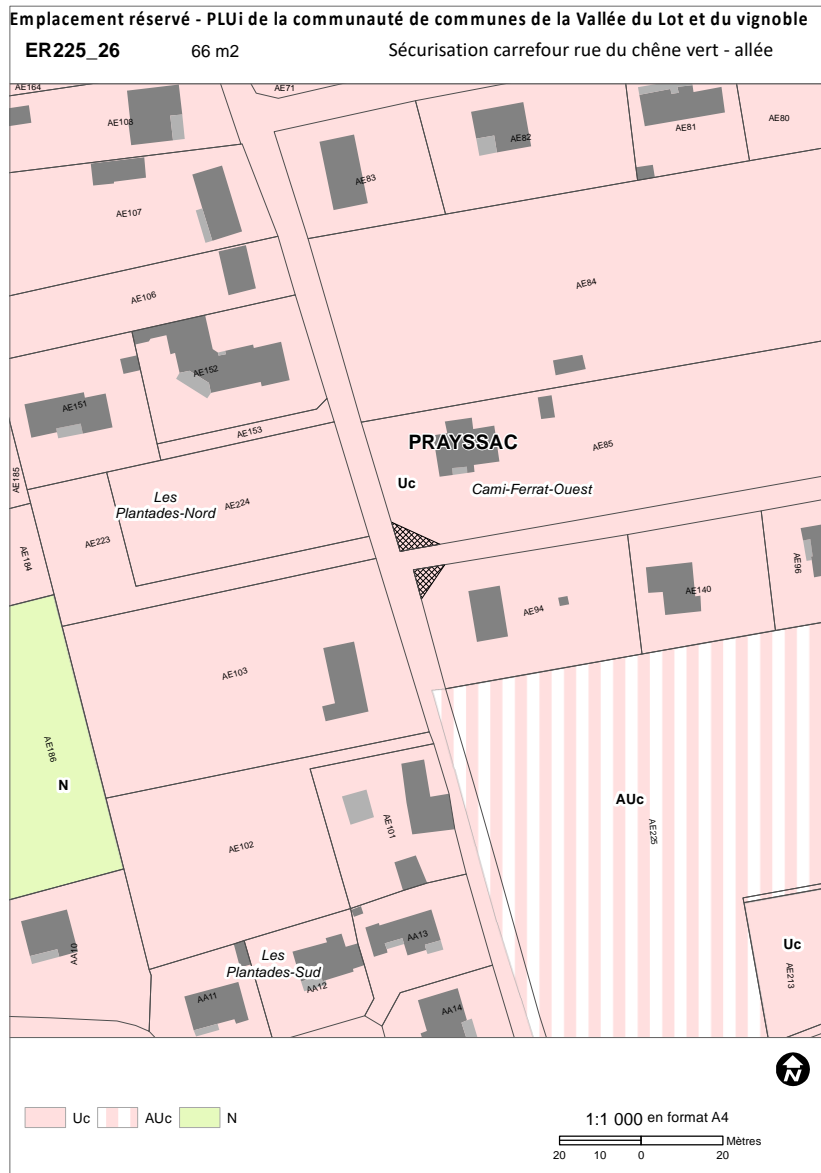 Emplacement réservé - PLUi de la communauté de communes de la Vallée du Lot et du vignoble
ER225_26 66 m2 Sécurisation carrefour rue du chêne vert - allée
AE164
AE71
AE108
AE82
AE81
AE80
AE83
AE107
AE84
AE106
AE152
AE151
AE153
PRAYSSAC
AE85
AE185
Uc
Cami-Ferrat-Ouest
Les
Plantades-Nord
AE224
AE223
AE184
AE96
AE94
AE140
AE103
AE186
N
AUc
AE225
AE101
AE102
AA13
Uc
AA10
Les
Plantades-Sud
AE213
AA12
AA11
AA14
N
Uc AUc N
1:1 000 en format A4
Mètres
20 10 0 20